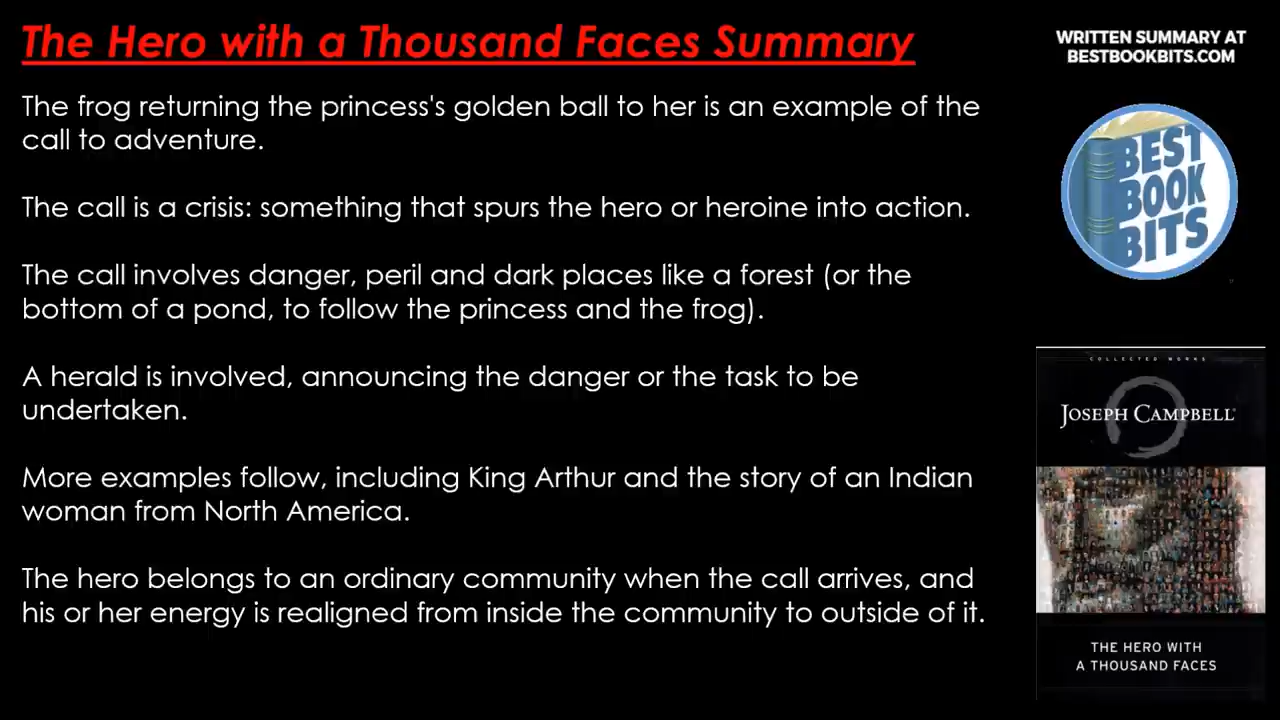 The Hero with a Thousand Faces Summary
The frog returning the princess's golden ball to her is an example of the
call to adventure.
The call is a crisis: something that spurs the hero or heroine into action.
The call involves danger, peril and dark places like a forest (or the
bottom of a pond, to follow the princess and the frog).
A herald is involved, announcing the danger or the task to be
undertaken.
More examples follow, including King Arthur and the story of an Indian
woman from North America.
The hero belongs to an ordinary community when the call arrives, and
his or her energy is realigned from inside the community to outside of it.
WRITTEN SUMMARY AT
BESTBOOKBITS.COM
BEST
BOOK
BITS
COLLECTED WORKS
JOSEPH CAMPBELL
THE HERO WITH
A THOUSAND FACES